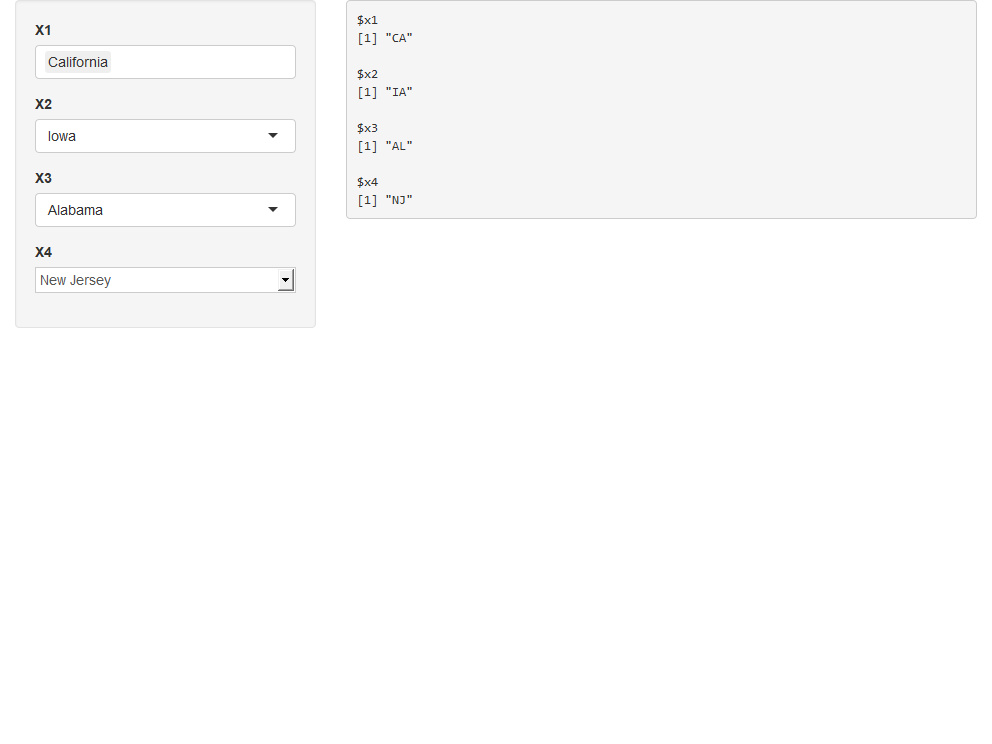 X1
California
X2
Iowa
X3
Alabama
X4
New Jersey
$x1
[1] "CA"
$x2
[1] "IA"
$x3
[1] "AL"
$x4
[1] "NJ"